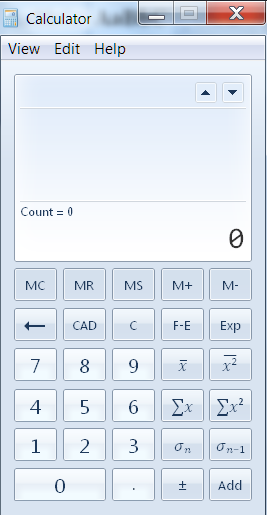 Calculator
View Edit Help
Count = 0
0
MC MR MS M+ M-
← CAD C F-E Exp
7 8 9 x̅ x̅²̅
4 5 6 ∑x ∑x²
1 2 3 σn σn−1
0 . ± Add